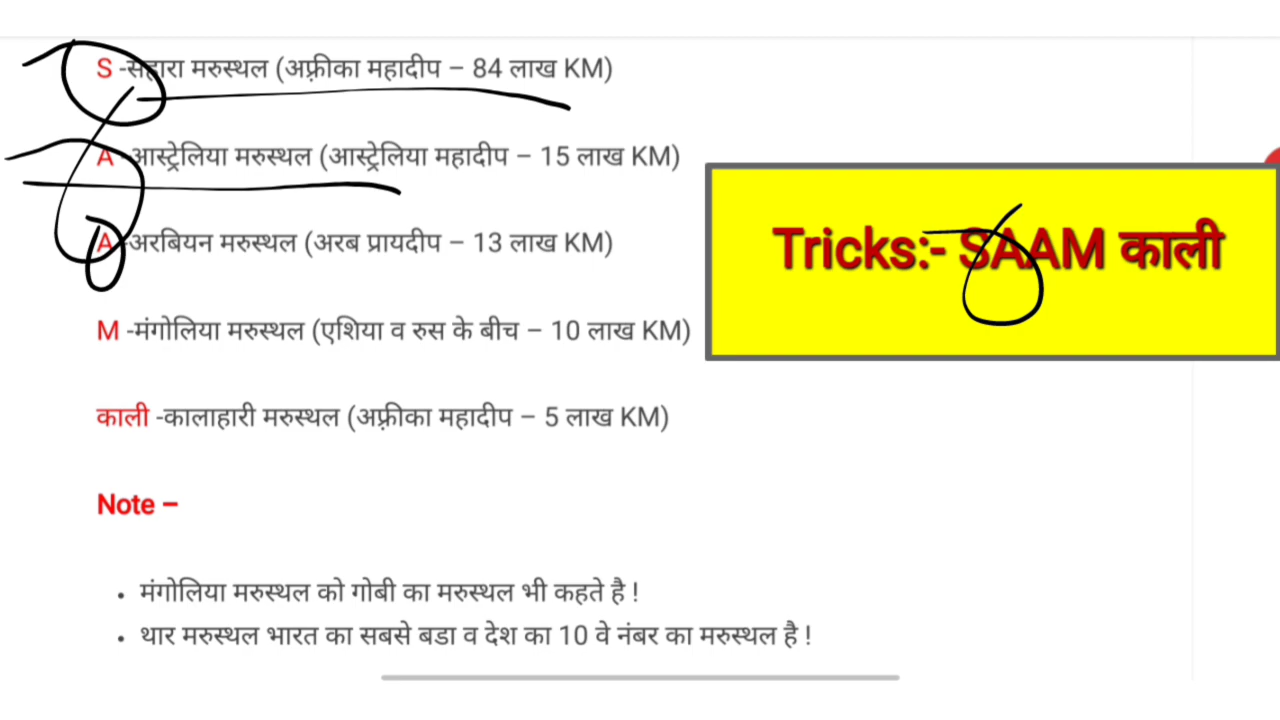 S -सहारा मरुस्थल (अफ़्रीका महादीप – 84 लाख KM)
A -आस्ट्रेलिया मरुस्थल (आस्ट्रेलिया महादीप – 15 लाख KM)
A -अरबियन मरुस्थल (अरब प्रायदीप – 13 लाख KM)
Tricks:- SAAM काली
M -मंगोलिया मरुस्थल (एशिया व रुस के बीच – 10 लाख KM)
काली -कालाहारी मरुस्थल (अफ़्रीका महादीप – 5 लाख KM)
Note –
• मंगोलिया मरुस्थल को गोबी का मरुस्थल भी कहते है !
• थार मरुस्थल भारत का सबसे बडा व देश का 10 वे नंबर का मरुस्थल है !